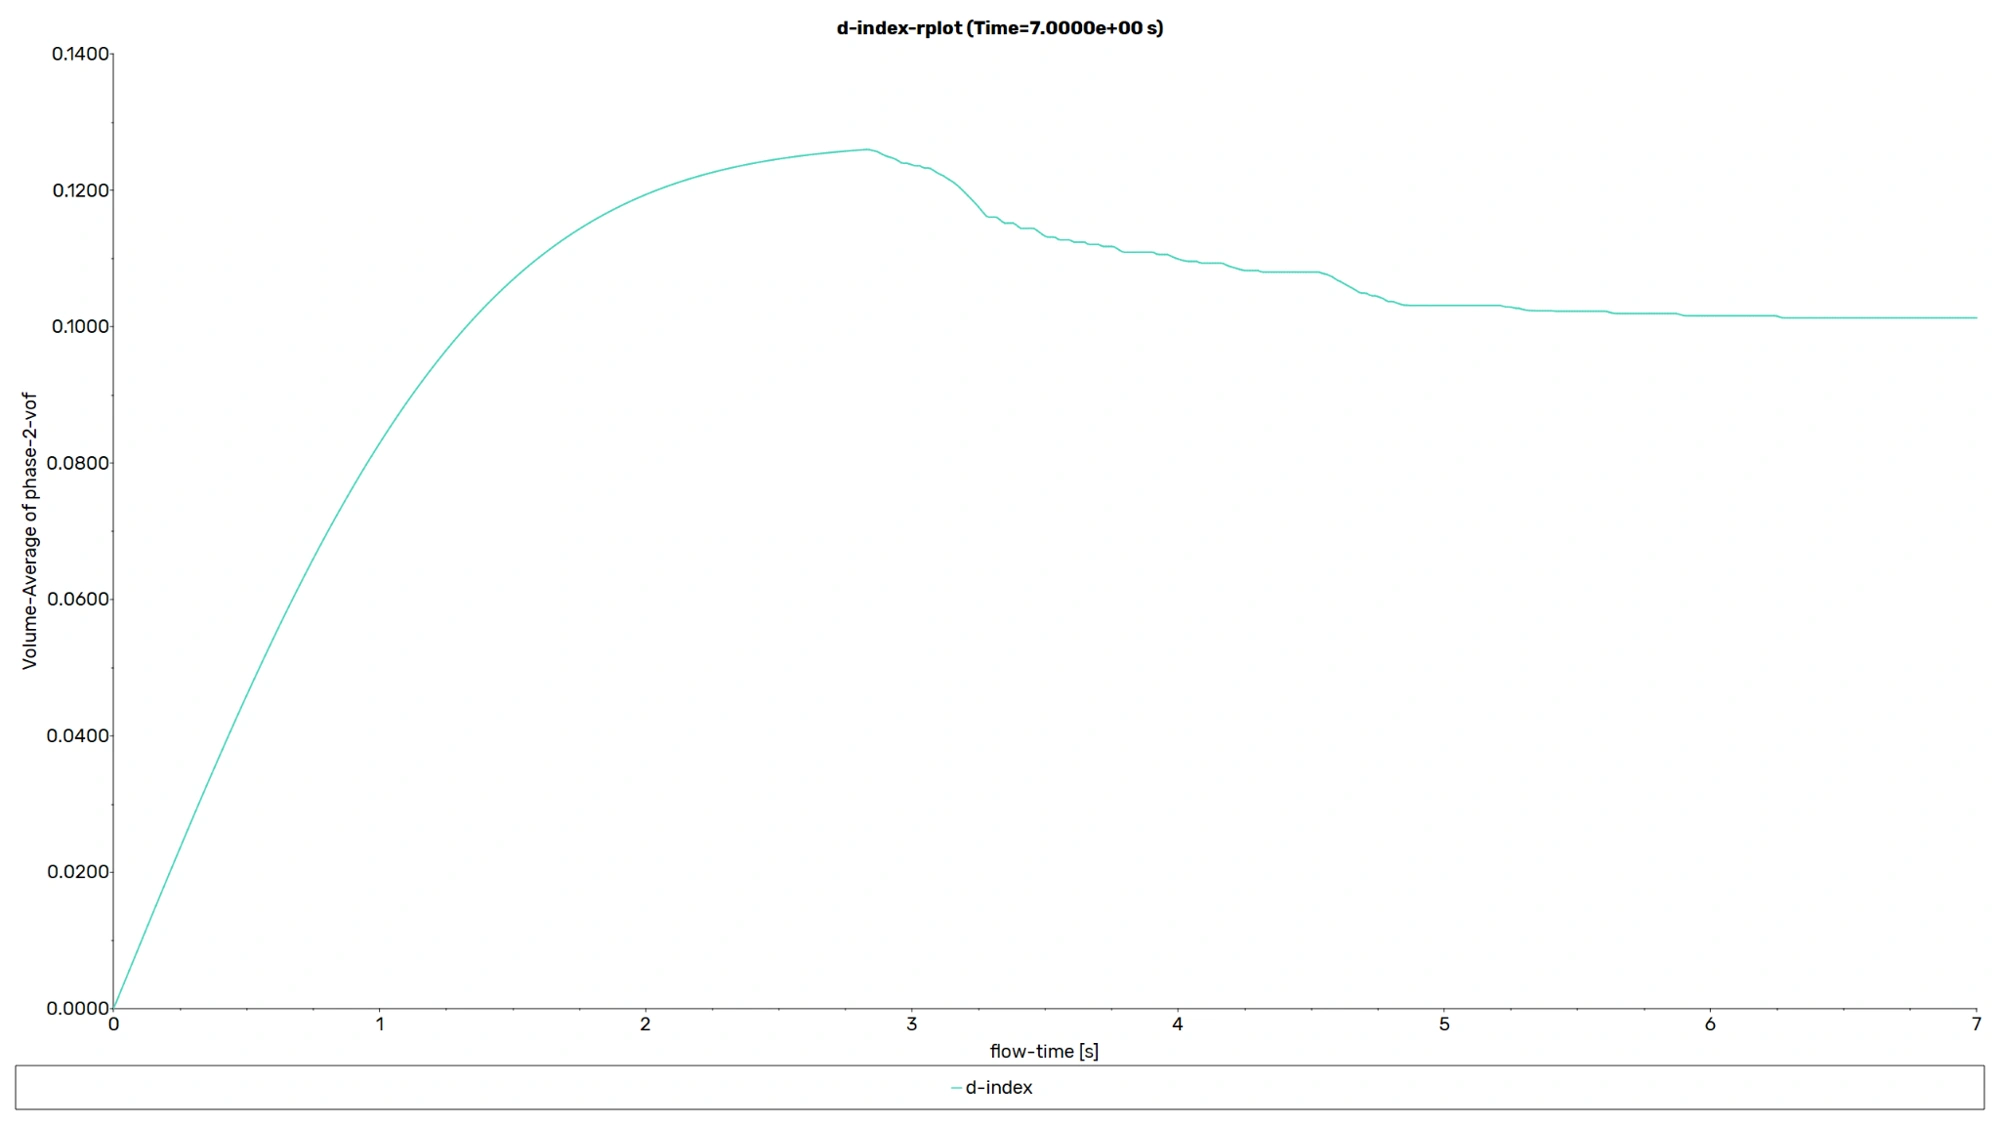 d-index-rplot (Time=7.0000e+00 s)
0.1400
0.1200
0.1000
0.0800
0.0600
0.0400
0.0200
0.0000
Volume-Average of phase-2-vof
0 1 2 3 4 5 6 7
flow-time [s]
d-index